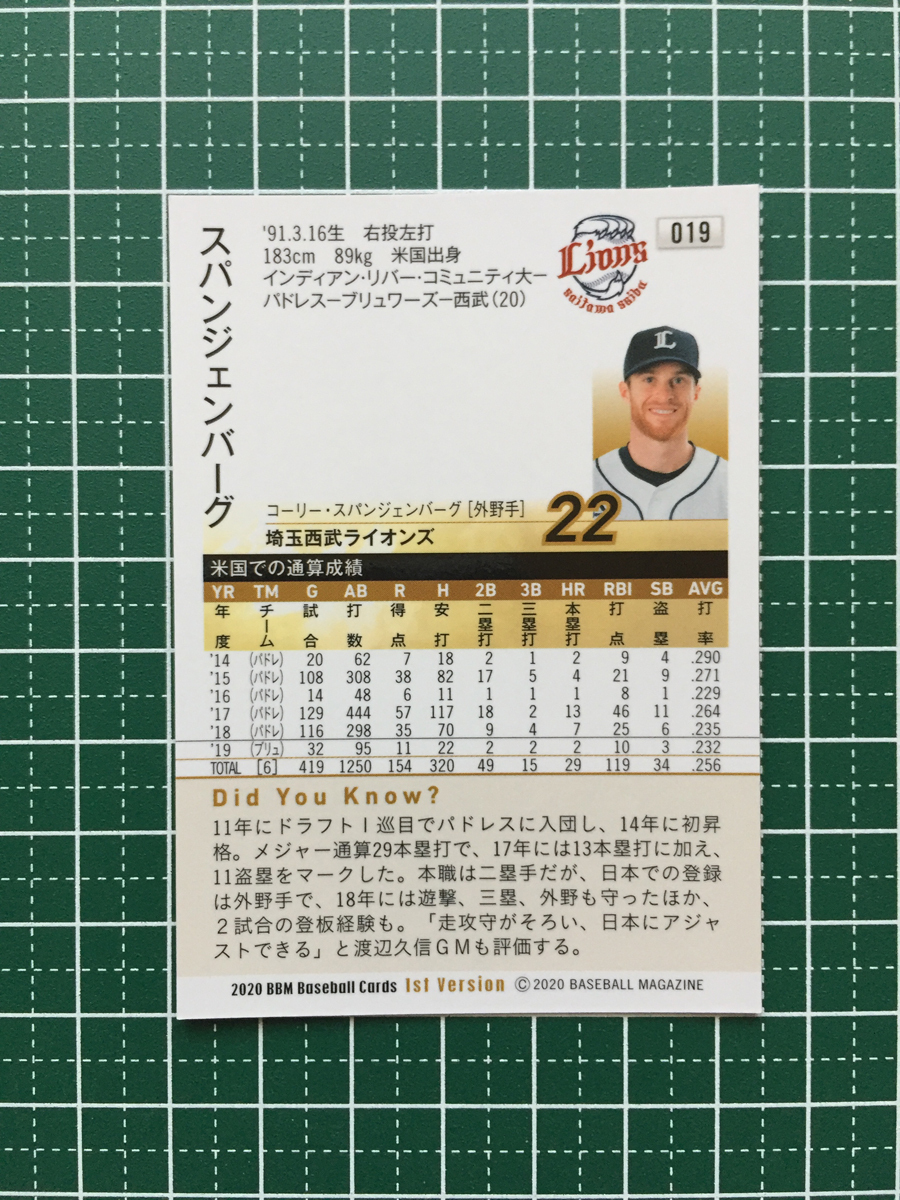 スパンジェンバーグ
'91.3.16生 右投左打
183cm 89kg 米国出身
インディアン・リバー・コミュニティ大ー
パドレスーブリュワーズー西武(20)
Lions
saitama seibu
019
L
コーリー・スパンジェンバーグ[外野手]
埼玉西武ライオンズ
22
米国での通算成績
YR TM G AB R H 2B 3B HR RBI SB AVG
年度 チーム 試合 打数 得点 安打 二塁打 三塁打 本塁打 打点 盗塁 打率
'14 (パドレ) 20 62 7 18 2 1 2 9 4 .290
'15 (パドレ) 108 308 38 82 17 5 4 21 9 .271
'16 (パドレ) 14 48 6 11 1 1 1 8 1 .229
'17 (パドレ) 129 444 57 117 18 2 13 46 11 .264
'18 (パドレ) 116 298 35 70 9 4 7 25 6 .235
'19 (ブリュ) 32 95 11 22 2 2 2 10 3 .232
TOTAL [6] 419 1250 154 320 49 15 29 119 34 .256
Did You Know?
11年にドラフト1巡目でパドレスに入団し、14年に初昇
格。メジャー通算29本塁打で、17年には13本塁打に加え、
11盗塁をマークした。本職は二塁手だが、日本での登録
は外野手で、18年には遊撃、三塁、外野も守ったほか、
2試合の登板経験も。「走攻守がそろい、日本にアジャ
ストできる」と渡辺久信GMも評価する。
2020 BBM Baseball Cards 1st Version ©2020 BASEBALL MAGAZINE